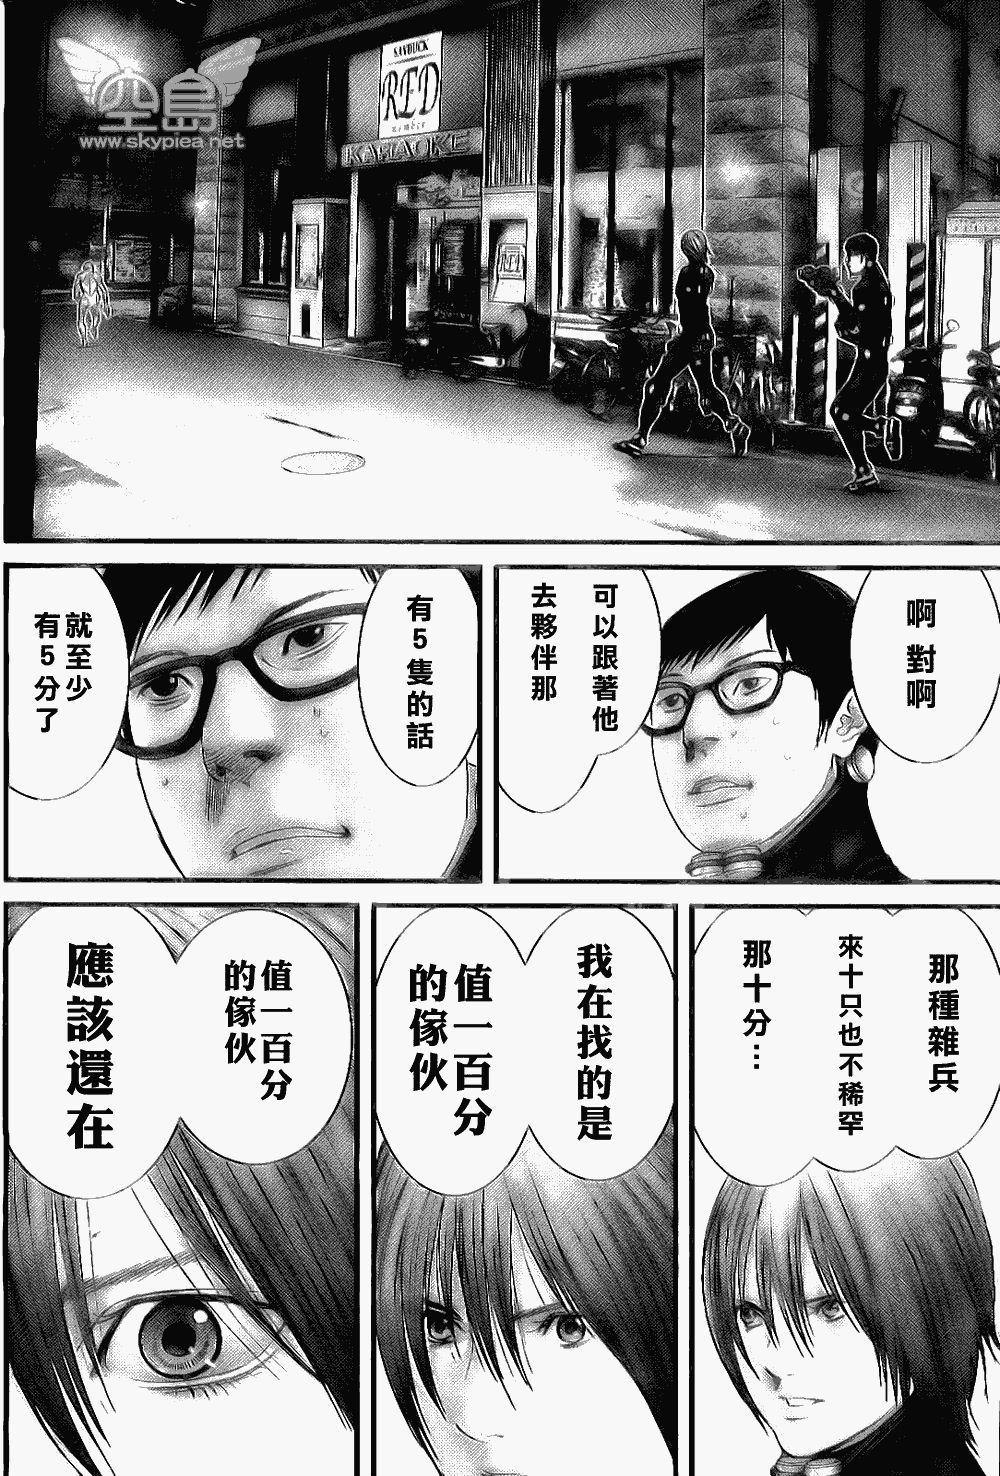 空島
www.skypiea.net
SANDUCK
RED
KARAOKE
RED
啊對啊
可以跟著他
去夥伴那
有5隻的話
就至少
有5分了
那種雜兵
來十只也不稀罕
那十分…
我在找的是
值一百分
的傢伙
值一百分
的傢伙
應該還在